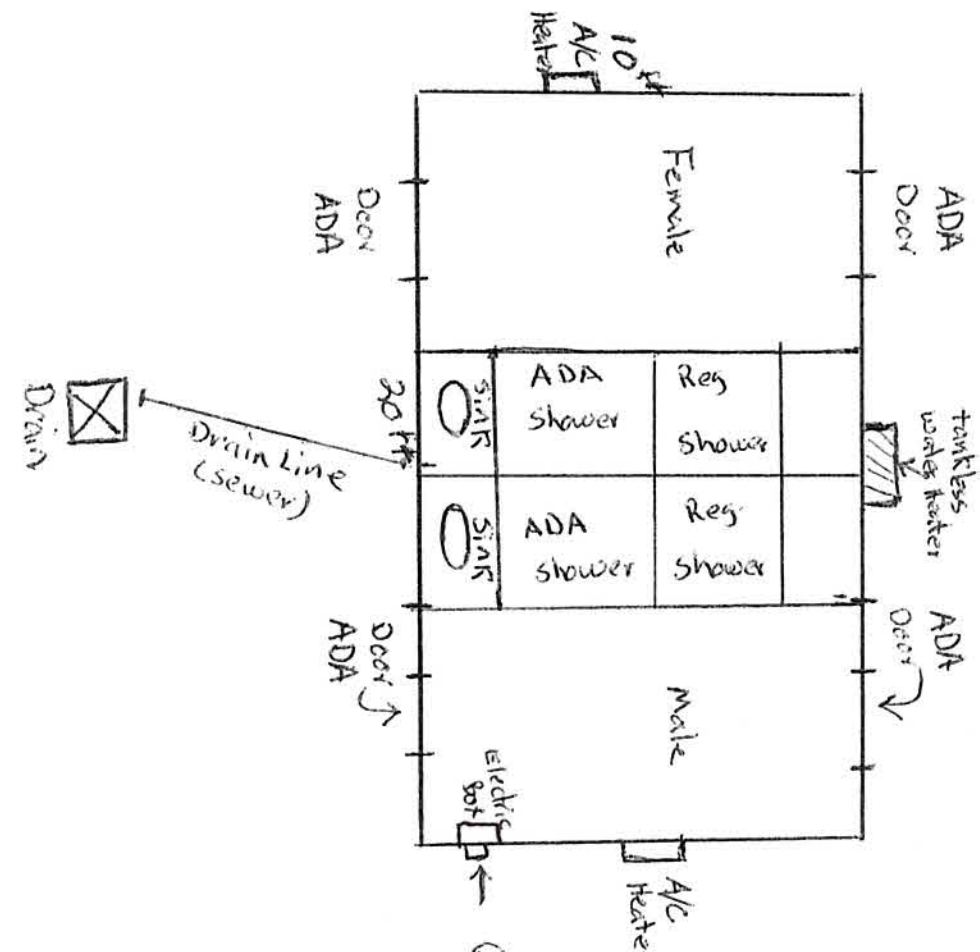 10 ft
A/C
Heater
Female
Door
ADA
ADA
Door
20 ft
sink
ADA
Shower
Reg
Shower
tankless
water Heater
Drain
Drain Line
(sewer)
sink
ADA
shower
Reg.
Shower
Door
ADA
ADA
Door
Male
Electric
Box
A/C
Heate